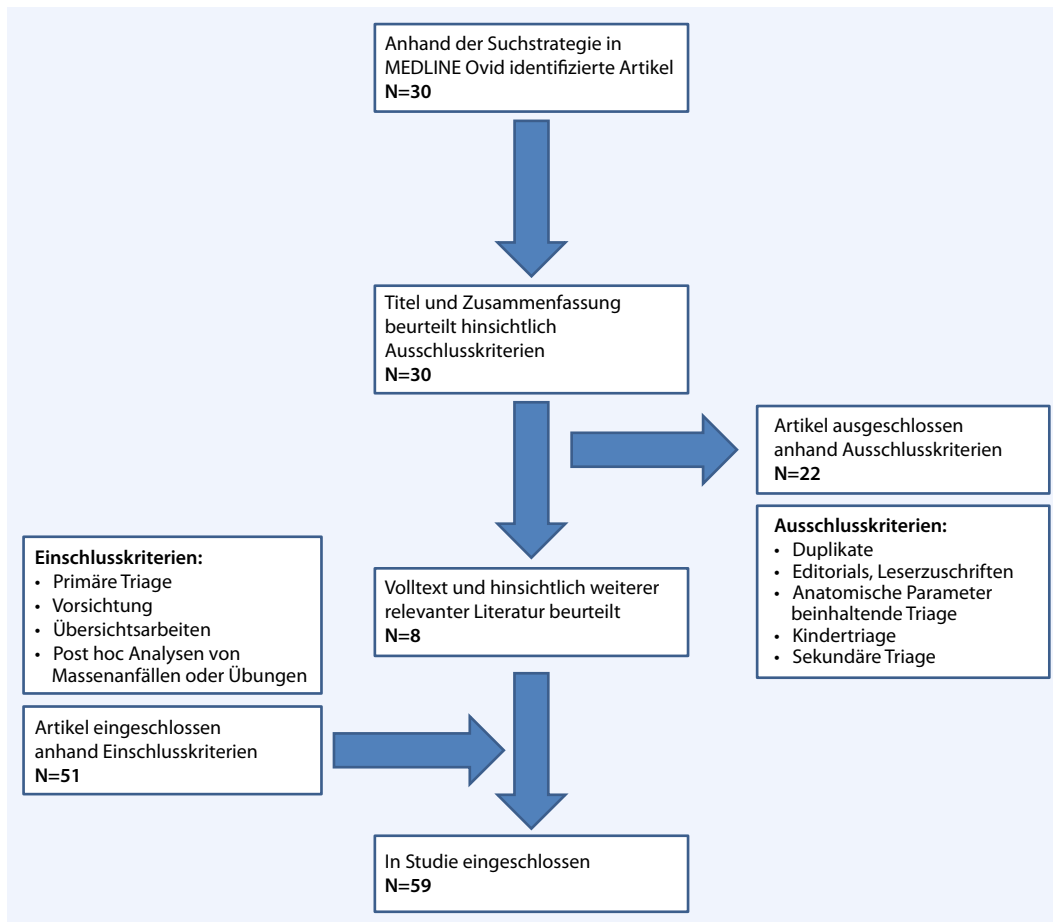 Anhand der Suchstrategie in
MEDLINE Ovid identifizierte Artikel
N=30
Titel und Zusammenfassung
beurteilt hinsichtlich
Ausschlusskriterien
N=30
Artikel ausgeschlossen
anhand Ausschlusskriterien
N=22
Ausschlusskriterien:
• Duplikate
• Editorials, Leserzuschriften
• Anatomische Parameter
beinhaltende Triage
• Kindertriage
• Sekundäre Triage
Volltext und hinsichtlich weiterer
relevanter Literatur beurteilt
N=8
Einschlusskriterien:
• Primäre Triage
• Vorsichtung
• Übersichtsarbeiten
• Post hoc Analysen von
Massenanfällen oder Übungen
Artikel eingeschlossen
anhand Einschlusskriterien
N=51
In Studie eingeschlossen
N=59